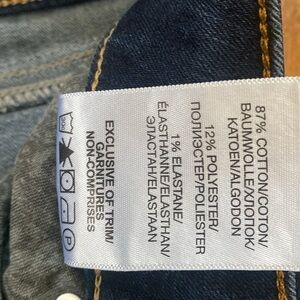 87% COTTON/COTON/
BAUMWOLLE/ХЛОПОК/
KATOEN/ALGODON
12% POLYESTER/
ПОЛИЭСТЕР/POLIESTER
1% ELASTANE/
ÉLASTHANNE/ELASTHAN/
ЭЛАСТАН/ELASTAAN
EXCLUSIVE OF TRIM/
GARNITURES
NON-COMPRISES